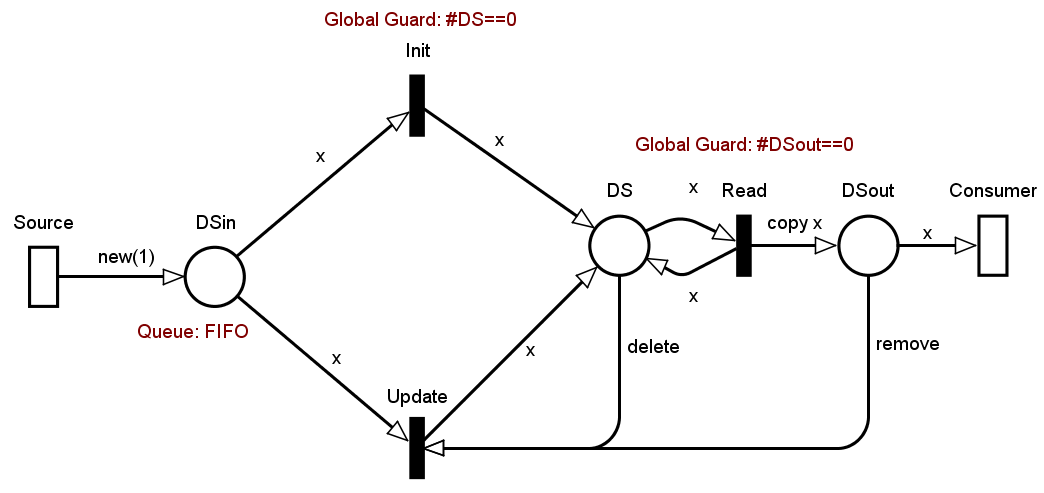 Global Guard: #DS==0
Init
x
x
Global Guard: #DSout==0
DS
x
Read
DSout
Consumer
Source
DSin
copy x
x
new(1)
x
Queue: FIFO
x
x
delete
remove
Update